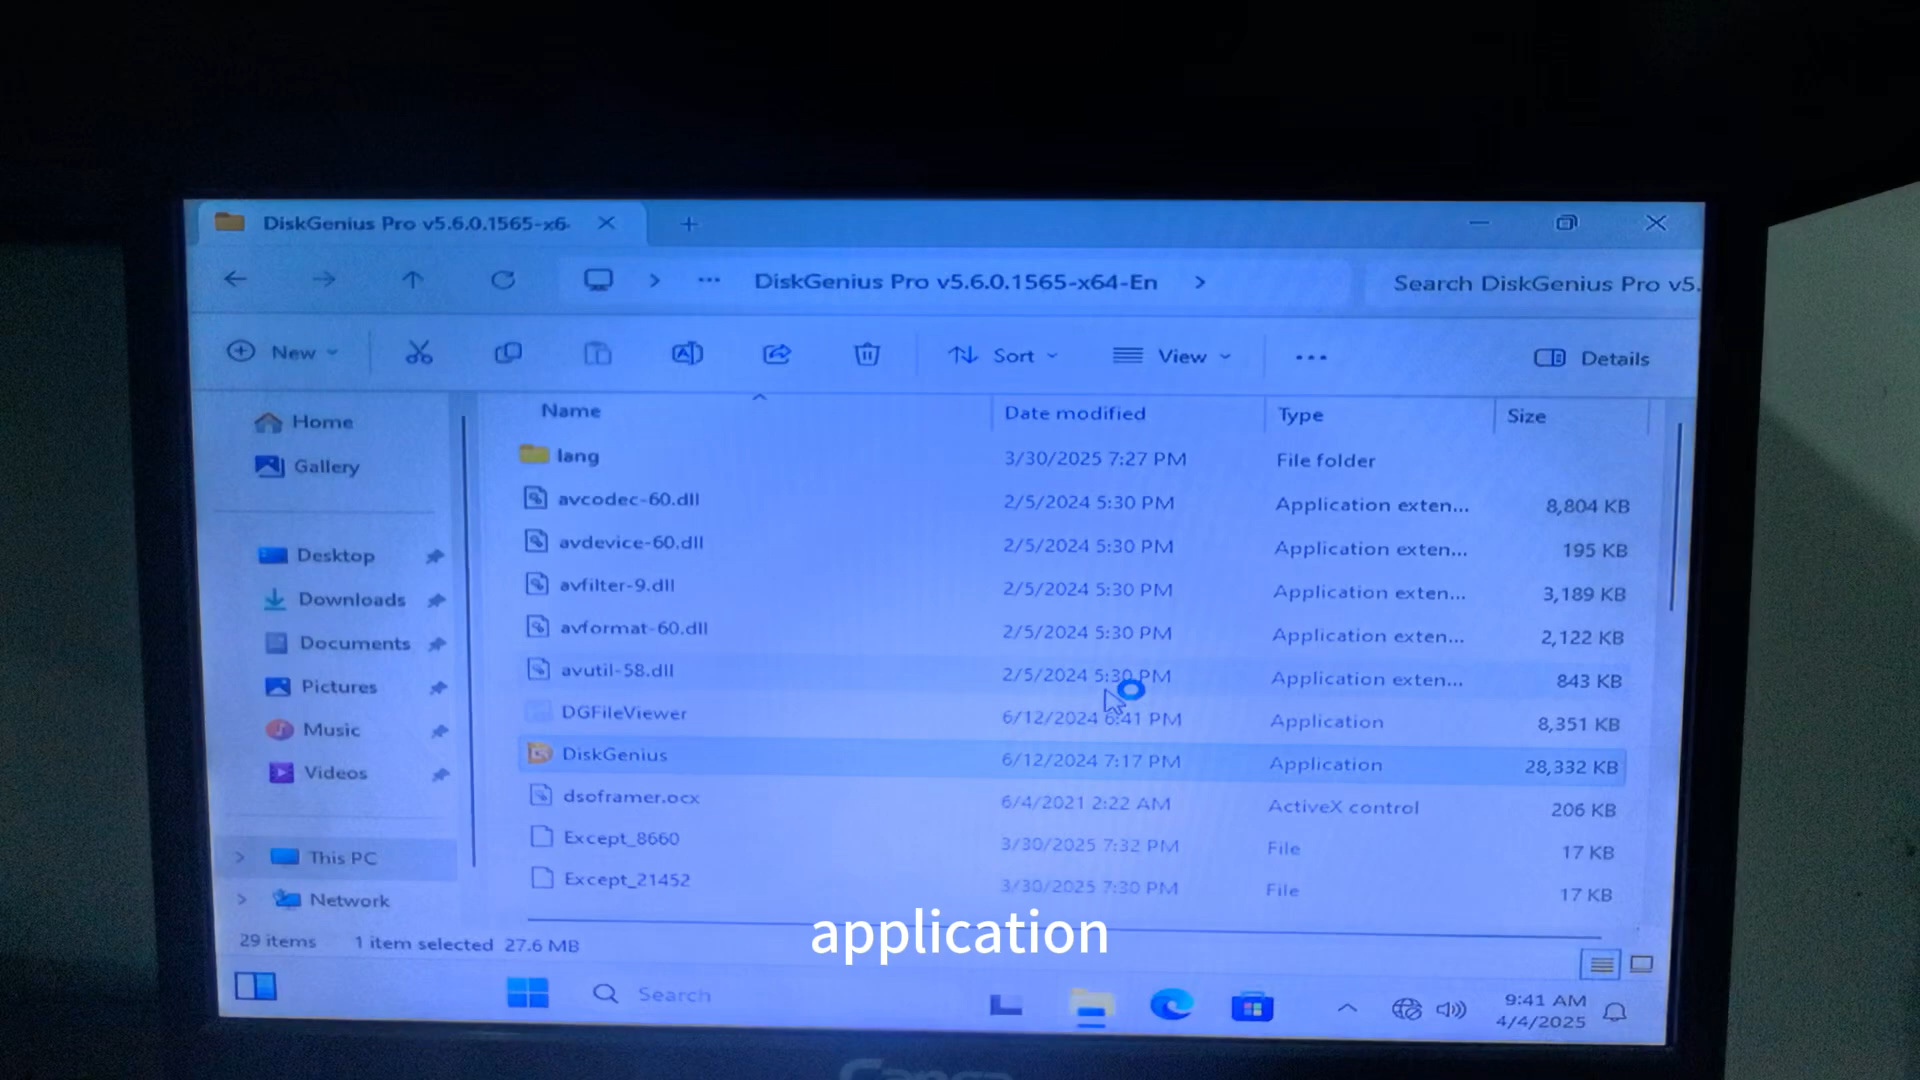 DiskGenius Pro v5.6.0.1565-x6
DiskGenius Pro v5.6.0.1565-x64-En
Search DiskGenius Pro v5.
New
Sort
View
Details
Name Date modified Type Size
Home
Gallery
Desktop
Downloads
Documents
Pictures
Music
Videos
This PC
Network
lang 3/30/2025 7:27 PM File folder
avcodec-60.dll 2/5/2024 5:30 PM Application exten... 8,804 KB
avdevice-60.dll 2/5/2024 5:30 PM Application exten... 195 KB
avfilter-9.dll 2/5/2024 5:30 PM Application exten... 3,189 KB
avformat-60.dll 2/5/2024 5:30 PM Application exten... 2,122 KB
avutil-58.dll 2/5/2024 5:30 PM Application exten... 843 KB
DGFileViewer 6/12/2024 6:41 PM Application 8,351 KB
DiskGenius 6/12/2024 7:17 PM Application 28,332 KB
dsoframer.ocx 6/4/2021 2:22 AM ActiveX control 206 KB
Except_8660 3/30/2025 7:32 PM File 17 KB
Except_21452 3/30/2025 7:30 PM File 17 KB
application
29 items 1 item selected 27.6 MB
Search
9:41 AM
4/4/2025